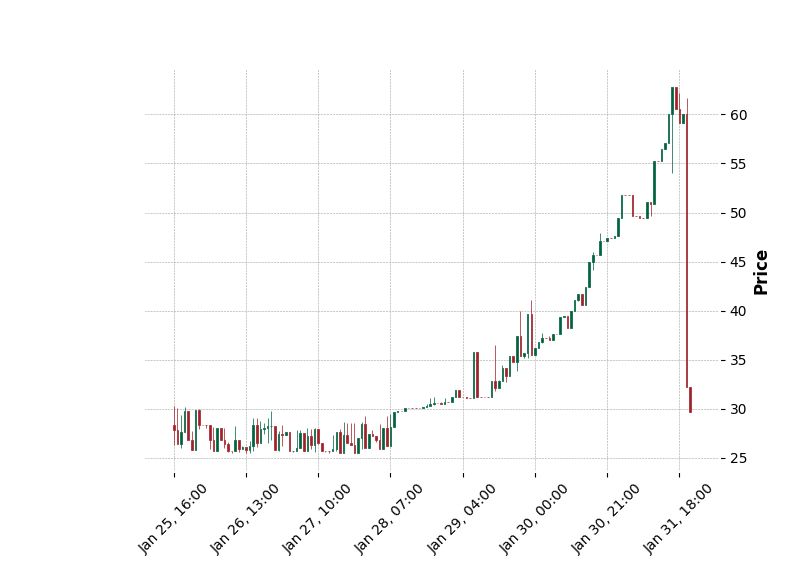 60
55
50
45
40
35
30
25
Price
Jan 25, 16:00
Jan 26, 13:00
Jan 27, 10:00
Jan 28, 07:00
Jan 29, 04:00
Jan 30, 00:00
Jan 30, 21:00
Jan 31, 18:00